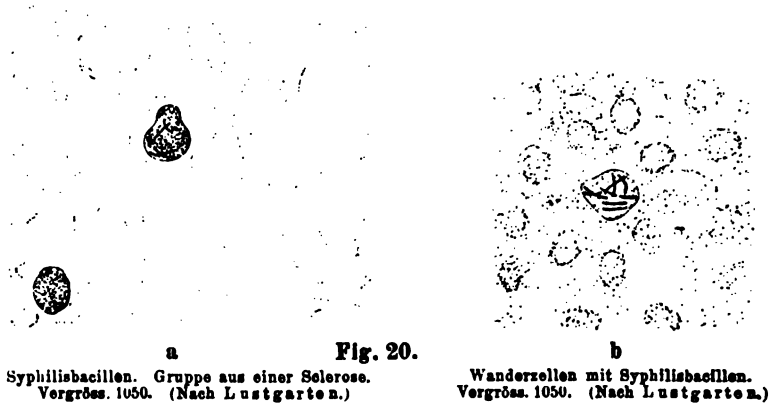 a Fig. 20. b
Syphilisbacillen. Gruppe aus einer Sclerose.
Vergröss. 1050. (Nach Lustgarten.)
Wanderzellen mit Syphilisbacillen.
Vergröss. 1050. (Nach Lustgarten.)